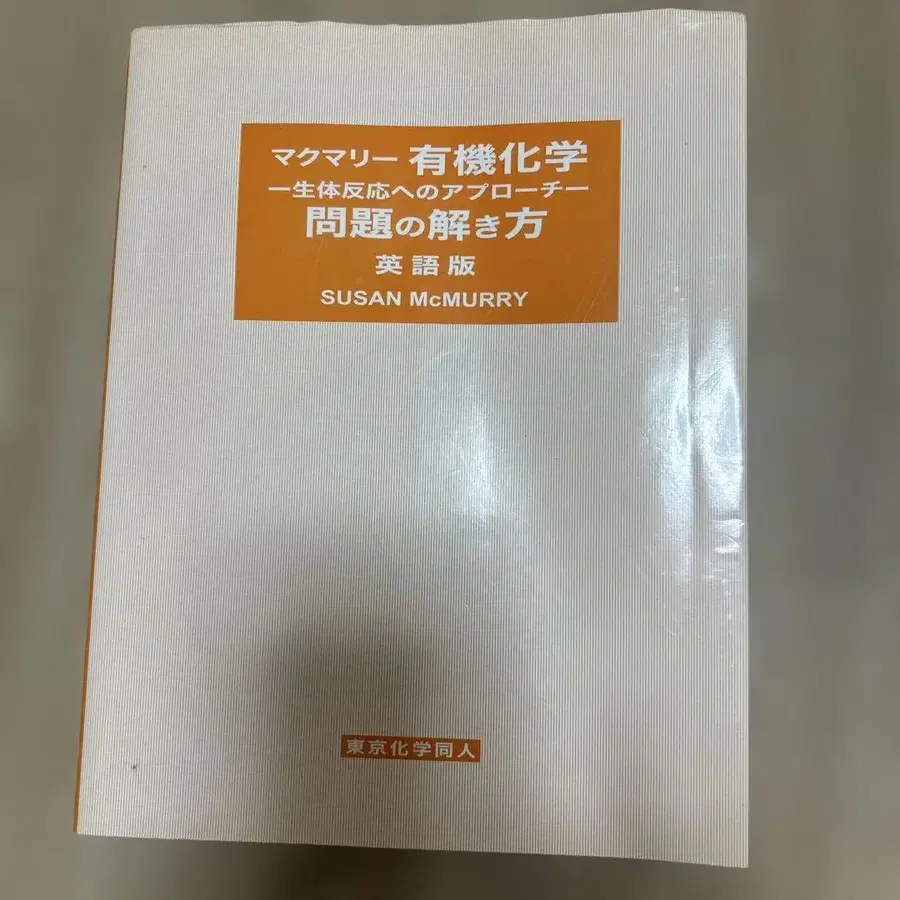 マクマリー 有機化学
ー生体反応へのアプローチー
問題の解き方
英語版
SUSAN McMURRY
東京化学同人